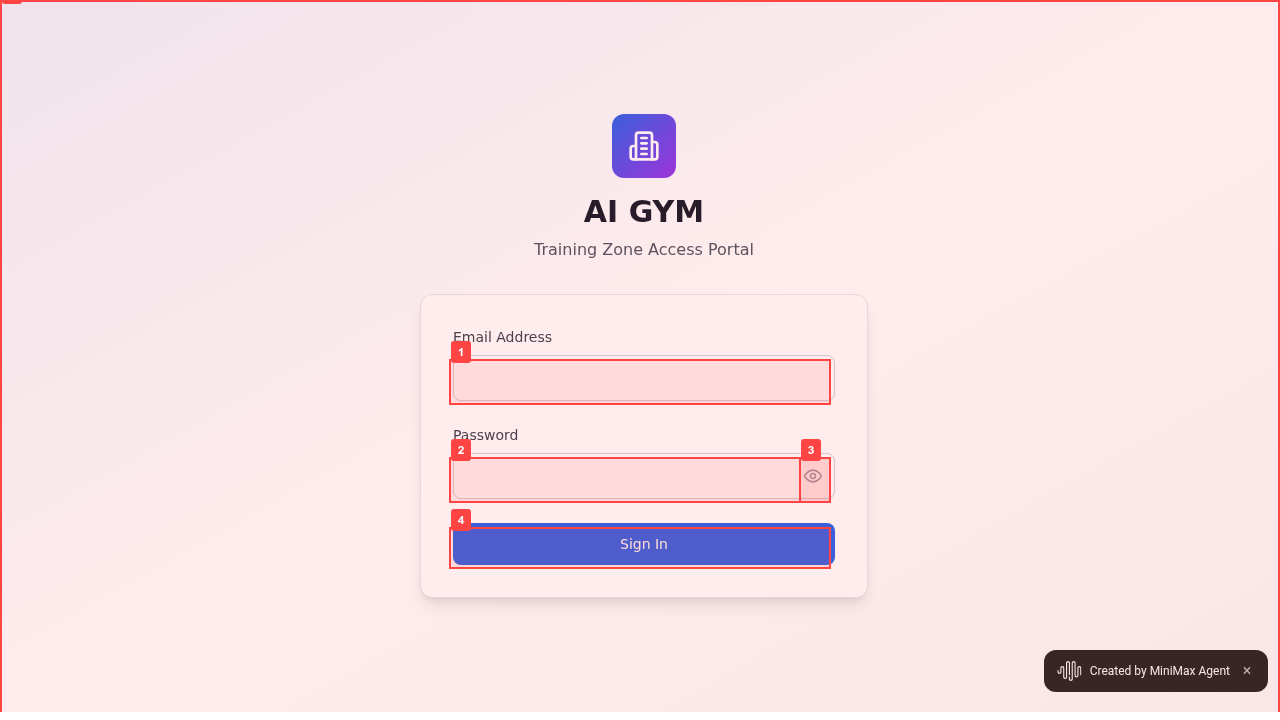 AI GYM
Training Zone Access Portal
Email Address
1
Password
2
3
4
Sign In
Created by MiniMax Agent ×